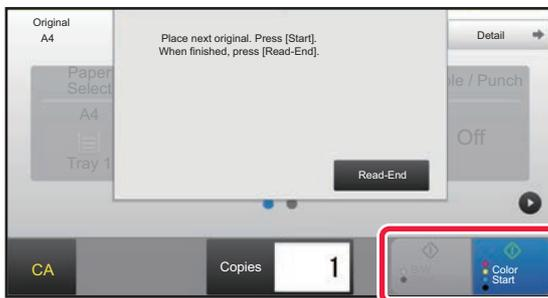 Original
A4
Place next original. Press [Start].
When finished, press [Read-End].
Detail
Paper
Select
A4
Tray 1
ple / Punch
Off
Read-End
CA
Copies
1
B/W
Color
Start